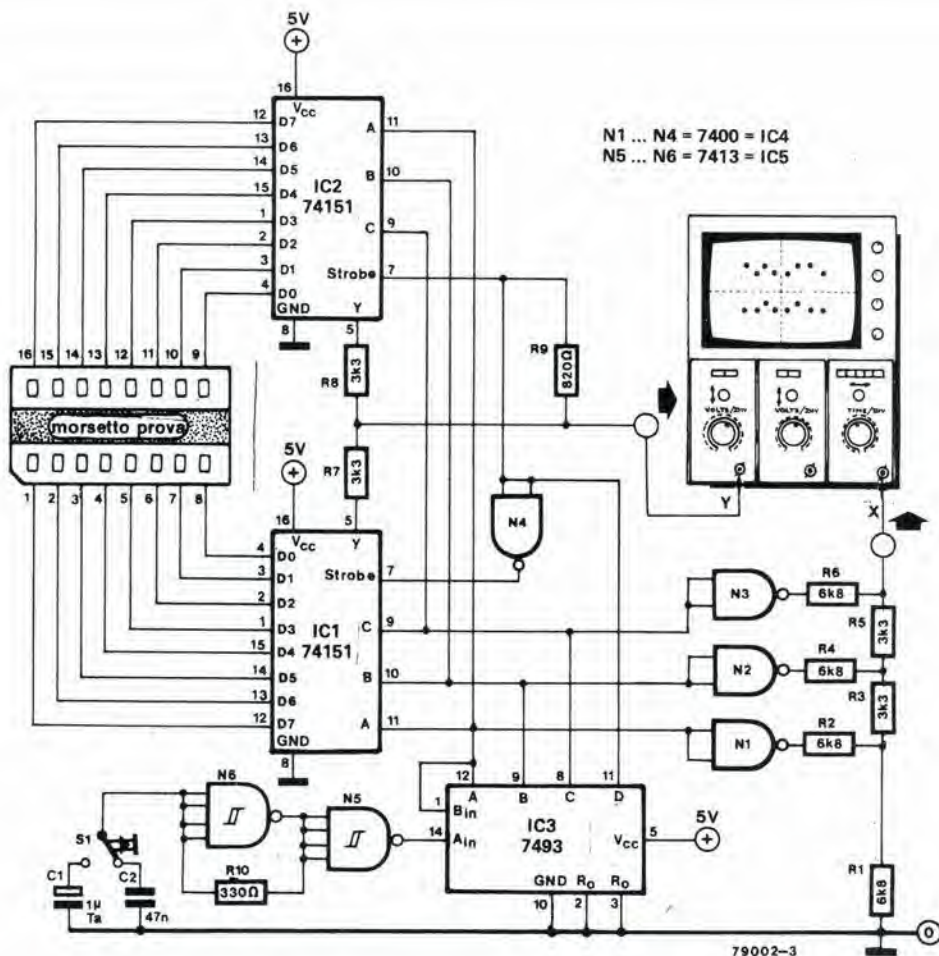 5V
16
Vcc
12 D7
13 D6
14 D5
15 D4
1 D3
2 D2
3 D1
4 D0
GND
8
IC2
74151
A 11
B 10
C 9
Strobe 7
Y
5
N1 ... N4 = 7400 = IC4
N5 ... N6 = 7413 = IC5
R8
3k3
R9
820Ω
R7
3k3
16 15 14 13 12 11 10 9
morsetto prova
1 2 3 4 5 6 7 8
5V
16
Vcc
5
Y
4 D0
3 D1
2 D2
1 D3
15 D4
14 D5
13 D6
12 D7
GND
8
IC1
74151
Strobe 7
C 9
B 10
A 11
N4
VOLTS/DIV
VOLTS/DIV
TIME/DIV
Y
X
N3
R6
6k8
R5
3k3
N2
R4
6k8
R3
3k3
N1
R2
6k8
R1
6k8
N6
N5
R10
330Ω
S1
C1
1µ
Ta
C2
47n
12 9 8 11
A B C D
1 Bin
14 Ain
IC3
7493
Vcc 5
5V
GND R0 R0
10 2 3
0
79002-3